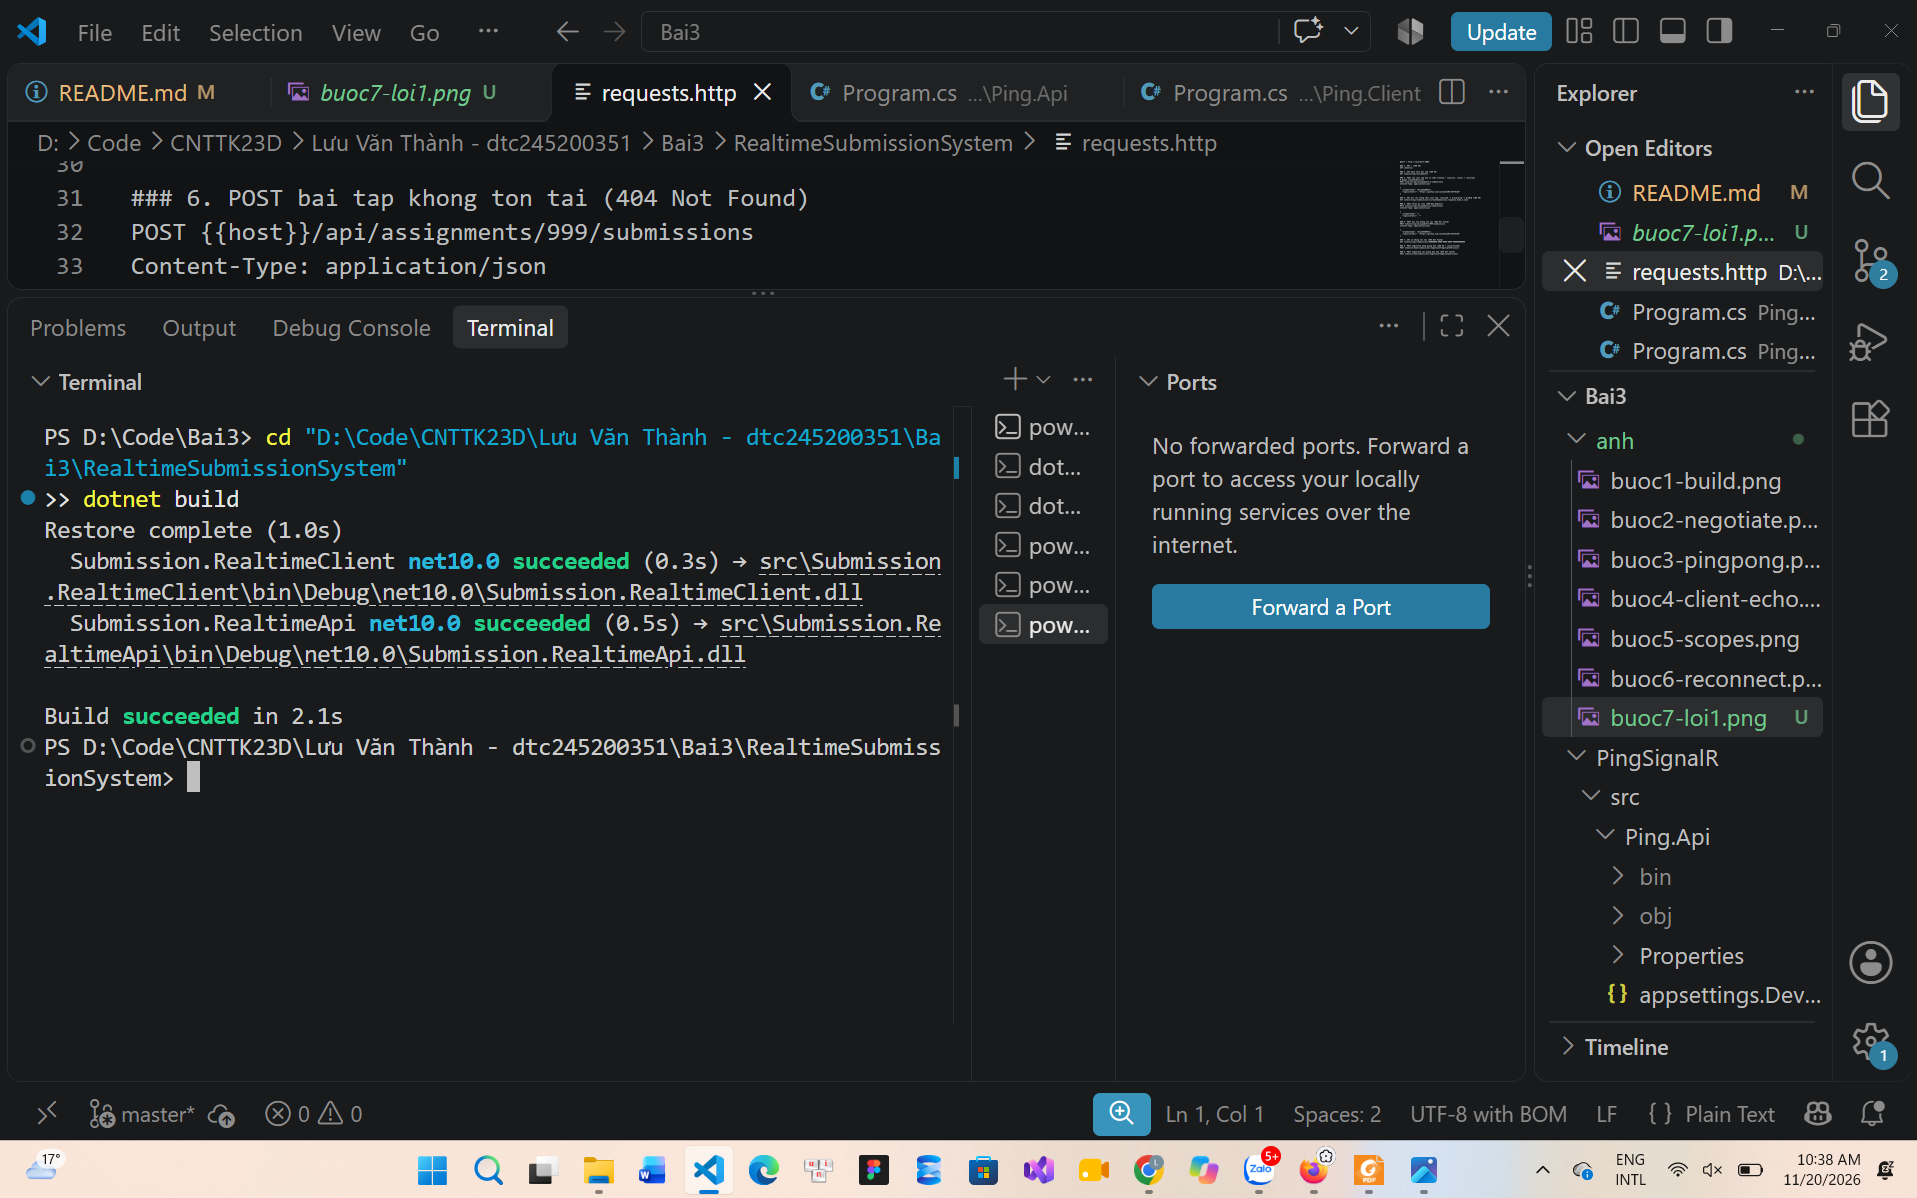 File Edit Selection View Go ··· Bai3 Update
README.md M buoc7-loi1.png U requests.http Program.cs ...\Ping.Api Program.cs ...\Ping.Client
D: > Code > CNTTK23D > Lưu Văn Thành - dtc245200351 > Bai3 > RealtimeSubmissionSystem > requests.http
30
31 ### 6. POST bai tap khong ton tai (404 Not Found)
32 POST {{host}}/api/assignments/999/submissions
33 Content-Type: application/json
Problems Output Debug Console Terminal
Terminal
PS D:\Code\Bai3> cd "D:\Code\CNTTK23D\Lưu Văn Thành - dtc245200351\Ba
i3\RealtimeSubmissionSystem"
>> dotnet build
Restore complete (1.0s)
Submission.RealtimeClient net10.0 succeeded (0.3s) → src\Submission
.RealtimeClient\bin\Debug\net10.0\Submission.RealtimeClient.dll
Submission.RealtimeApi net10.0 succeeded (0.5s) → src\Submission.Re
altimeApi\bin\Debug\net10.0\Submission.RealtimeApi.dll
Build succeeded in 2.1s
PS D:\Code\CNTTK23D\Lưu Văn Thành - dtc245200351\Bai3\RealtimeSubmiss
ionSystem>
pow...
dot...
dot...
pow...
pow...
pow...
Ports
No forwarded ports. Forward a
port to access your locally
running services over the
internet.
Forward a Port
Explorer
Open Editors
README.md M
buoc7-loi1.p... U
requests.http D:\...
Program.cs Ping...
Program.cs Ping...
Bai3
anh
buoc1-build.png
buoc2-negotiate.p...
buoc3-pingpong.p...
buoc4-client-echo....
buoc5-scopes.png
buoc6-reconnect.p...
buoc7-loi1.png U
PingSignalR
src
Ping.Api
bin
obj
Properties
{} appsettings.Dev...
Timeline
2
1
master* 0 0 Ln 1, Col 1 Spaces: 2 UTF-8 with BOM LF {} Plain Text
17° Zalo 5+ L PDF ENG
INTL
10:38 AM
11/20/2026